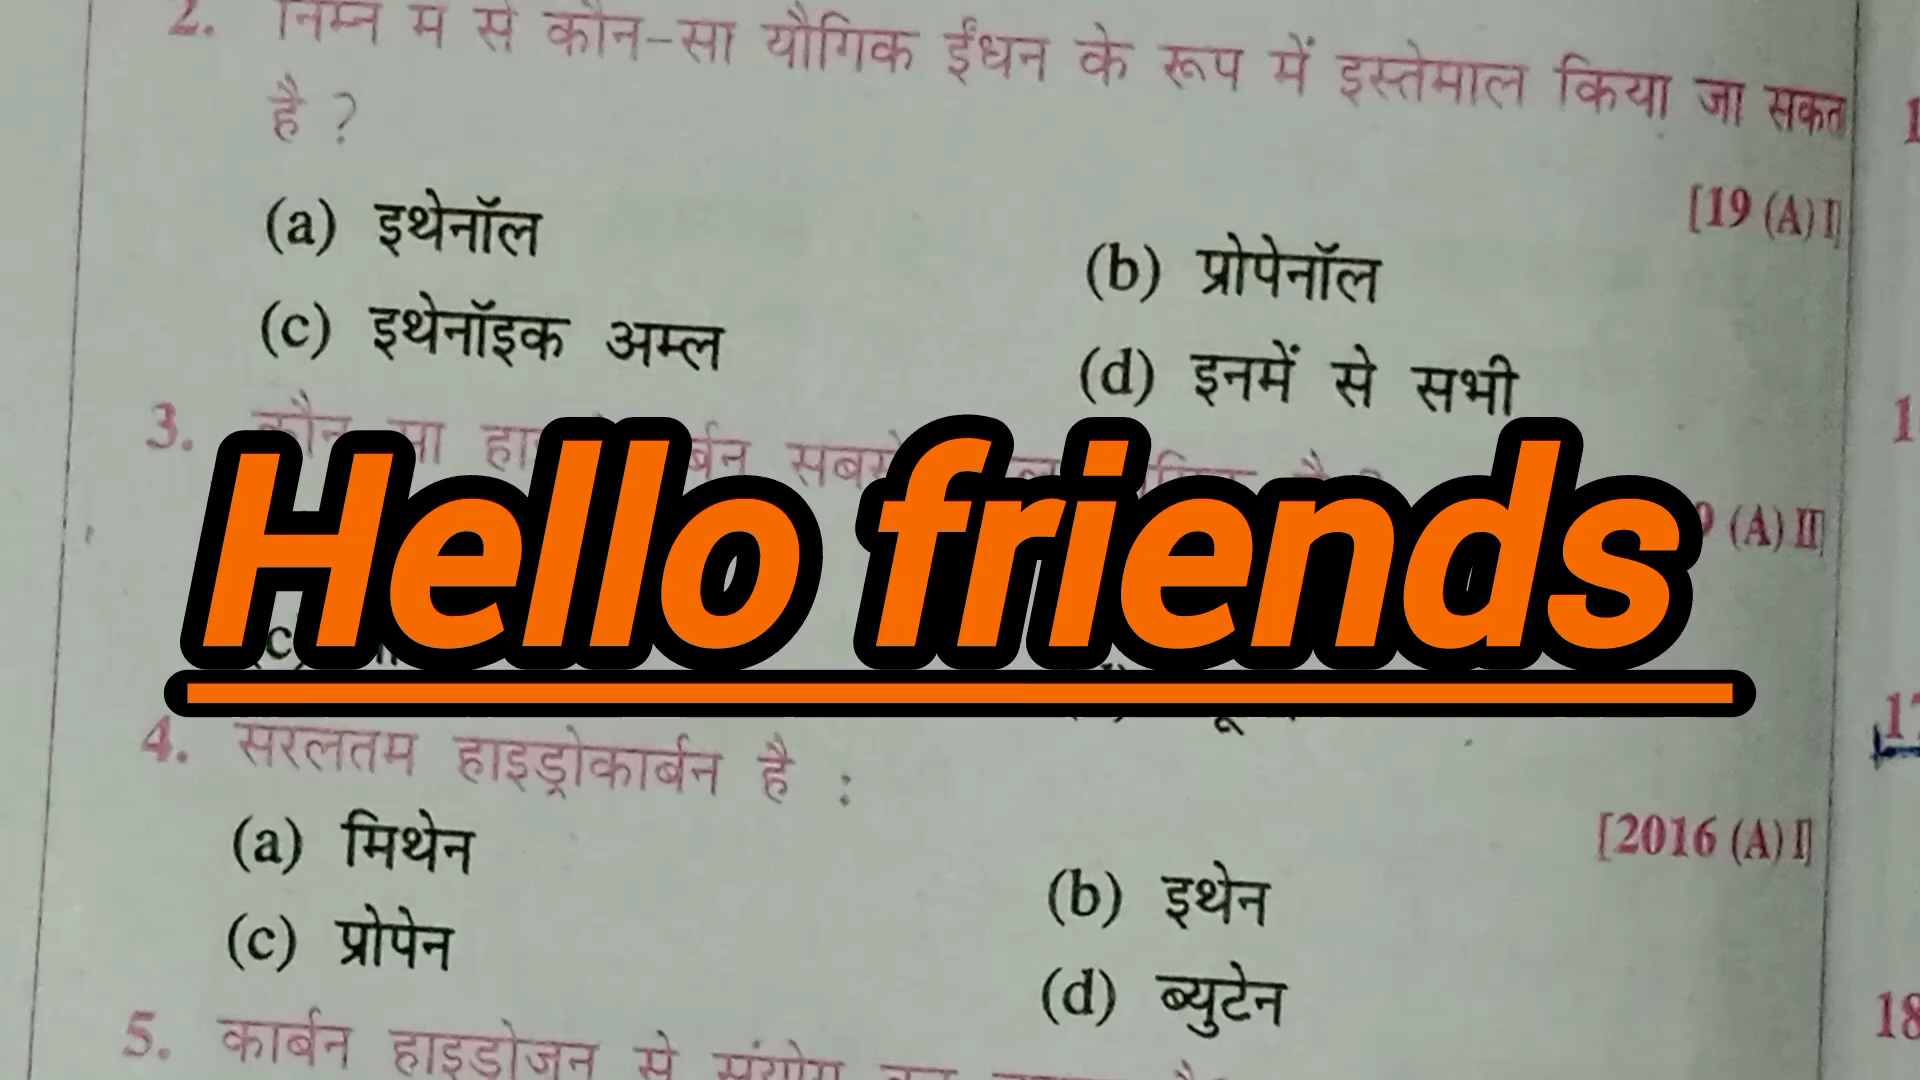 2. निम्न म से कौन-सा यौगिक ईंधन के रूप में इस्तेमाल किया जा सकत
है ?
[19 (A) I]
(a) इथेनॉल
(b) प्रोपेनॉल
(c) इथेनॉइक अम्ल
(d) इनमें से सभी
3. कौन सा
(A) II]
Hello friends
(c)
4. सरलतम हाइड्रोकार्बन है :
[2016 (A) I]
(a) मिथेन
(b) इथेन
(c) प्रोपेन
(d) ब्युटेन
5. कार्बन हाइड्रोजन से संयोग
18